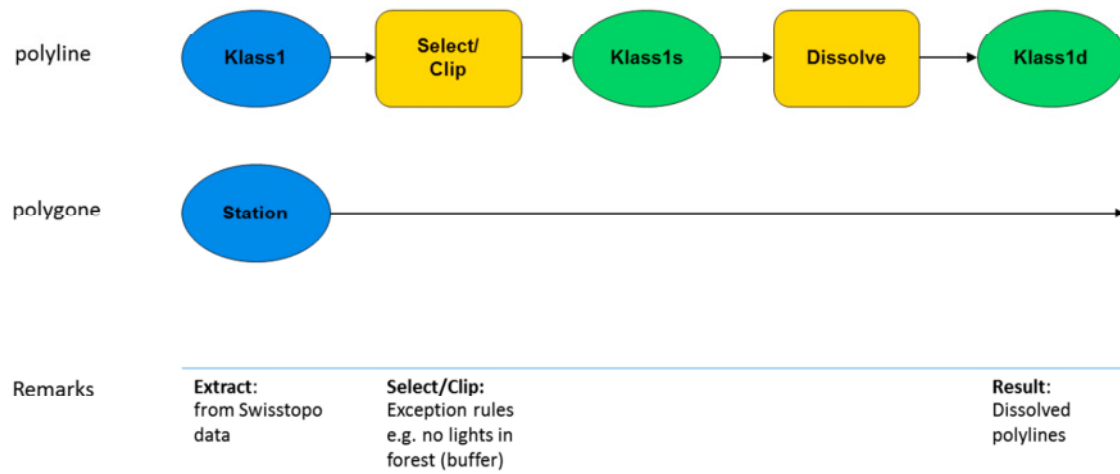 polyline
Klass1
Select/
Clip
Klass1s
Dissolve
Klass1d
polygone
Station
Remarks
Extract:
from Swisstopo
data
Select/Clip:
Exception rules
e.g. no lights in
forest (buffer)
Result:
Dissolved
polylines